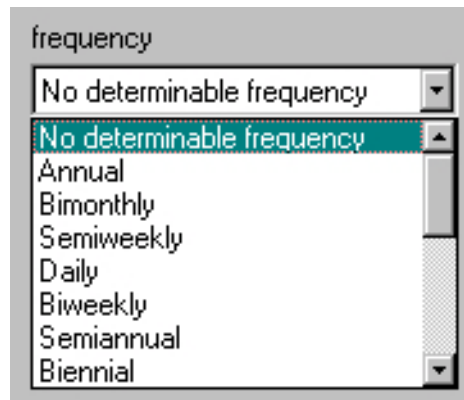 frequency
No determinable frequency
No determinable frequency
Annual
Bimonthly
Semiweekly
Daily
Biweekly
Semiannual
Biennial